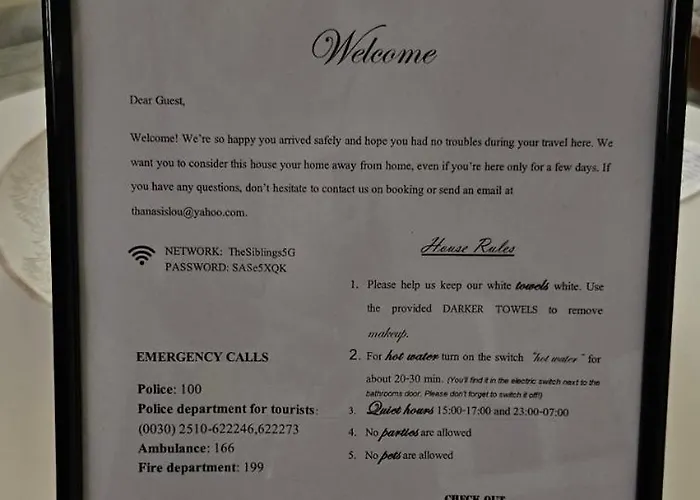 Welcome
Dear Guest,
Welcome! We're so happy you arrived safely and hope you had no troubles during your travel here. We
want you to consider this house your home away from home, even if you're here only for a few days. If
you have any questions, don't hesitate to contact us on booking or send an email at
thanasislou@yahoo.com.
NETWORK: TheSiblings5G
PASSWORD: SASe5XQK
EMERGENCY CALLS
Police: 100
Police department for tourists:
(0030) 2510-622246,622273
Ambulance: 166
Fire department: 199
House Rules
1. Please help us keep our white towels white. Use
the provided DARKER TOWELS to remove
makeup.
2. For hot water turn on the switch "hot water" for
about 20-30 min. (You'll find it in the electric switch next to the
bathrooms door. Please don't forget to switch it off!)
3. Quiet hours 15:00-17:00 and 23:00-07:00
4. No parties are allowed
5. No pets are allowed
CHECK OUT